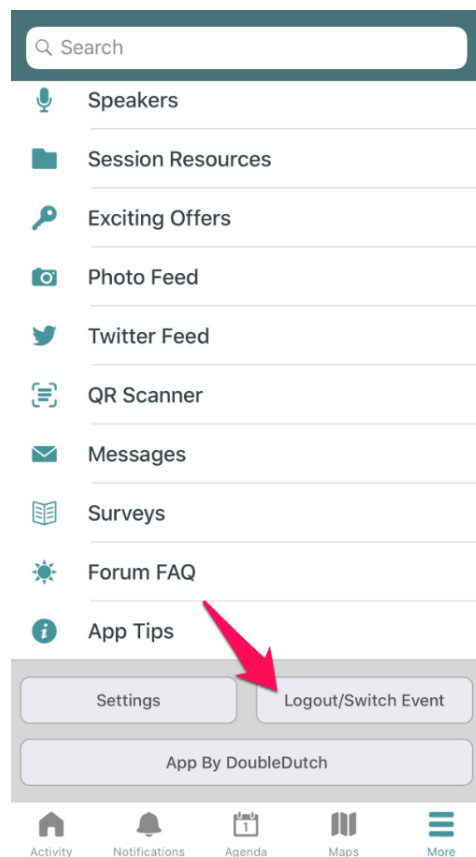 Search
Speakers
Session Resources
Exciting Offers
Photo Feed
Twitter Feed
QR Scanner
Messages
Surveys
Forum FAQ
App Tips
Settings
Logout/Switch Event
App By DoubleDutch
1
Activity
Notifications
Agenda
Maps
More